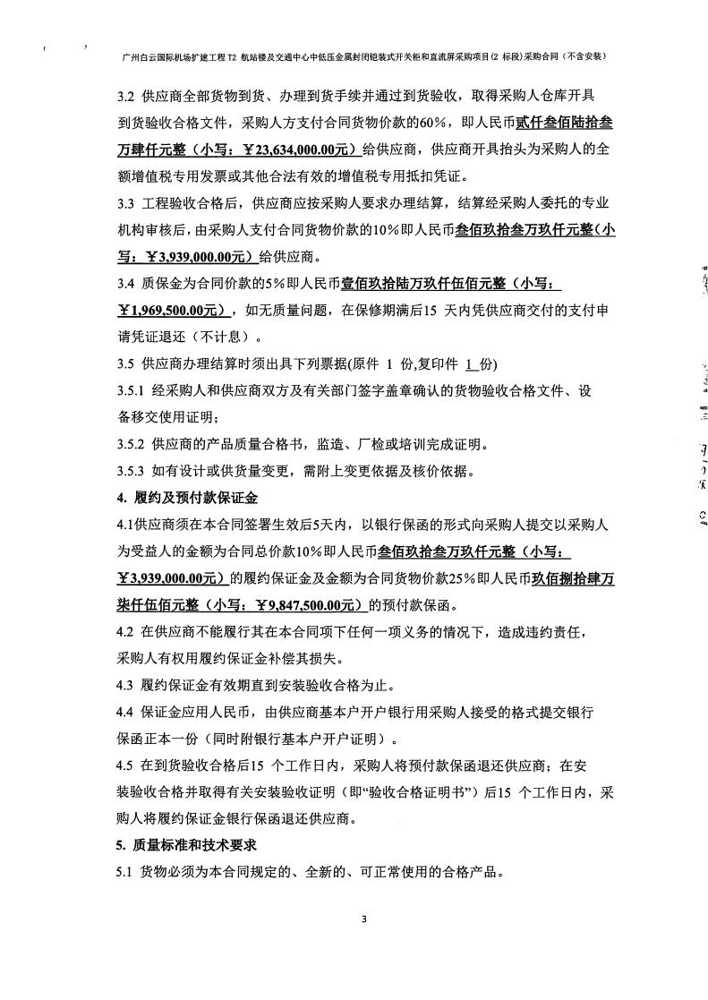 广州白云国际机场扩建工程 T2 航站楼及交通中心中低压金属封闭铠装式开关柜和直流屏采购项目(2 标段)采购合同（不含安装）
3.2 供应商全部货物到货、办理到货手续并通过到货验收，取得采购人仓库开具
到货验收合格文件，采购人方支付合同货物价款的60%，即人民币贰仟叁佰陆拾叁
万肆仟元整（小写：￥23,634,000.00元）给供应商，供应商开具抬头为采购人的全
额增值税专用发票或其他合法有效的增值税专用抵扣凭证。
3.3 工程验收合格后，供应商应按采购人要求办理结算，结算经采购人委托的专业
机构审核后，由采购人支付合同货物价款的10%即人民币叁佰玖拾叁万玖仟元整（小
写：￥3,939,000.00元）给供应商。
3.4 质保金为合同价款的5%即人民币壹佰玖拾陆万玖仟伍佰元整（小写：
￥1,969,500.00元），如无质量问题，在保修期满后15 天内凭供应商交付的支付申
请凭证退还（不计息）。
3.5 供应商办理结算时须出具下列票据(原件 1 份,复印件 1 份)
3.5.1 经采购人和供应商双方及有关部门签字盖章确认的货物验收合格文件、设
备移交使用证明；
3.5.2 供应商的产品质量合格书，监造、厂检或培训完成证明。
3.5.3 如有设计或供货量变更，需附上变更依据及核价依据。
4. 履约及预付款保证金
4.1供应商须在本合同签署生效后5天内，以银行保函的形式向采购人提交以采购人
为受益人的金额为合同总价款10%即人民币叁佰玖拾叁万玖仟元整（小写：
￥3,939,000.00元）的履约保证金及金额为合同货物价款25%即人民币玖佰捌拾肆万
柒仟伍佰元整（小写：￥9,847,500.00元）的预付款保函。
4.2 在供应商不能履行其在本合同项下任何一项义务的情况下，造成违约责任，
采购人有权用履约保证金补偿其损失。
4.3 履约保证金有效期直到安装验收合格为止。
4.4 保证金应用人民币，由供应商基本户开户银行用采购人接受的格式提交银行
保函正本一份（同时附银行基本户开户证明）。
4.5 在到货验收合格后15 个工作日内，采购人将预付款保函退还供应商；在安
装验收合格并取得有关安装验收证明（即“验收合格证明书”）后15 个工作日内，采
购人将履约保证金银行保函退还供应商。
5. 质量标准和技术要求
5.1 货物必须为本合同规定的、全新的、可正常使用的合格产品。
3